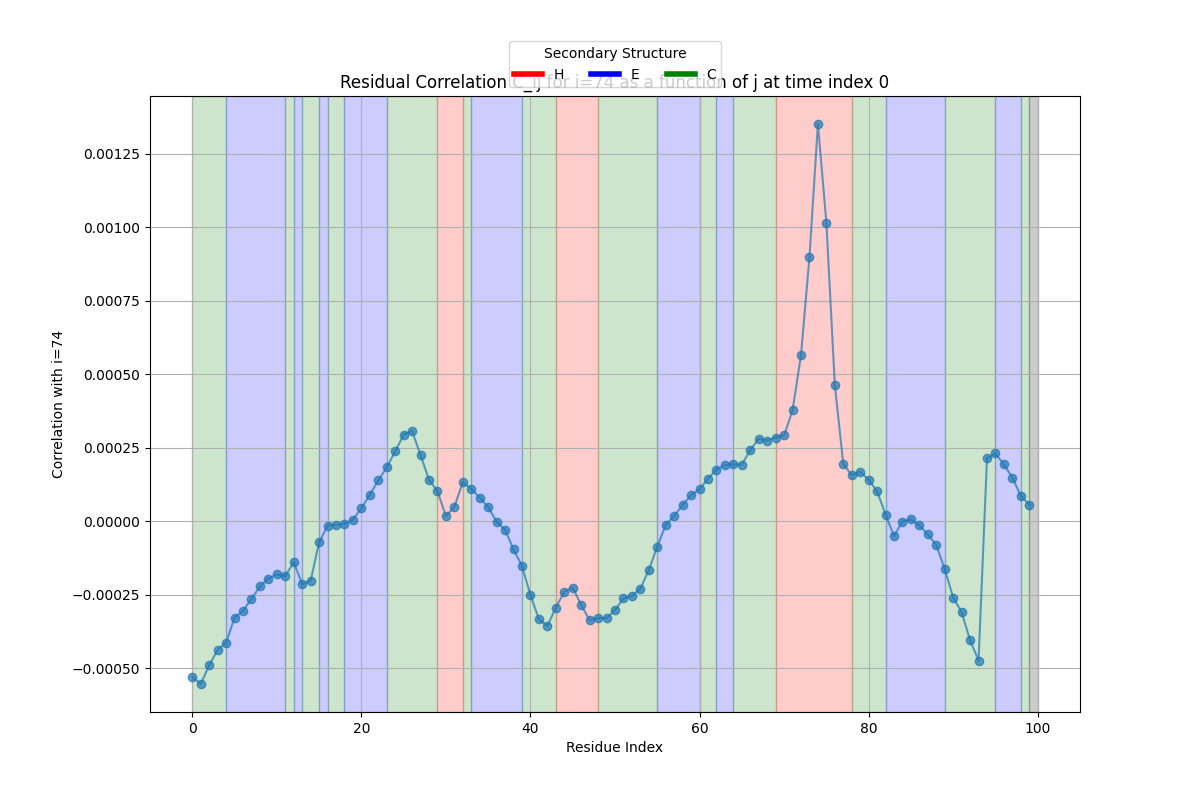 Secondary Structure
H E C
Residual Correlation C_ij for i=74 as a function of j at time index 0
0.00125
0.00100
0.00075
0.00050
0.00025
0.00000
−0.00025
−0.00050
Correlation with i=74
0 20 40 60 80 100
Residue Index